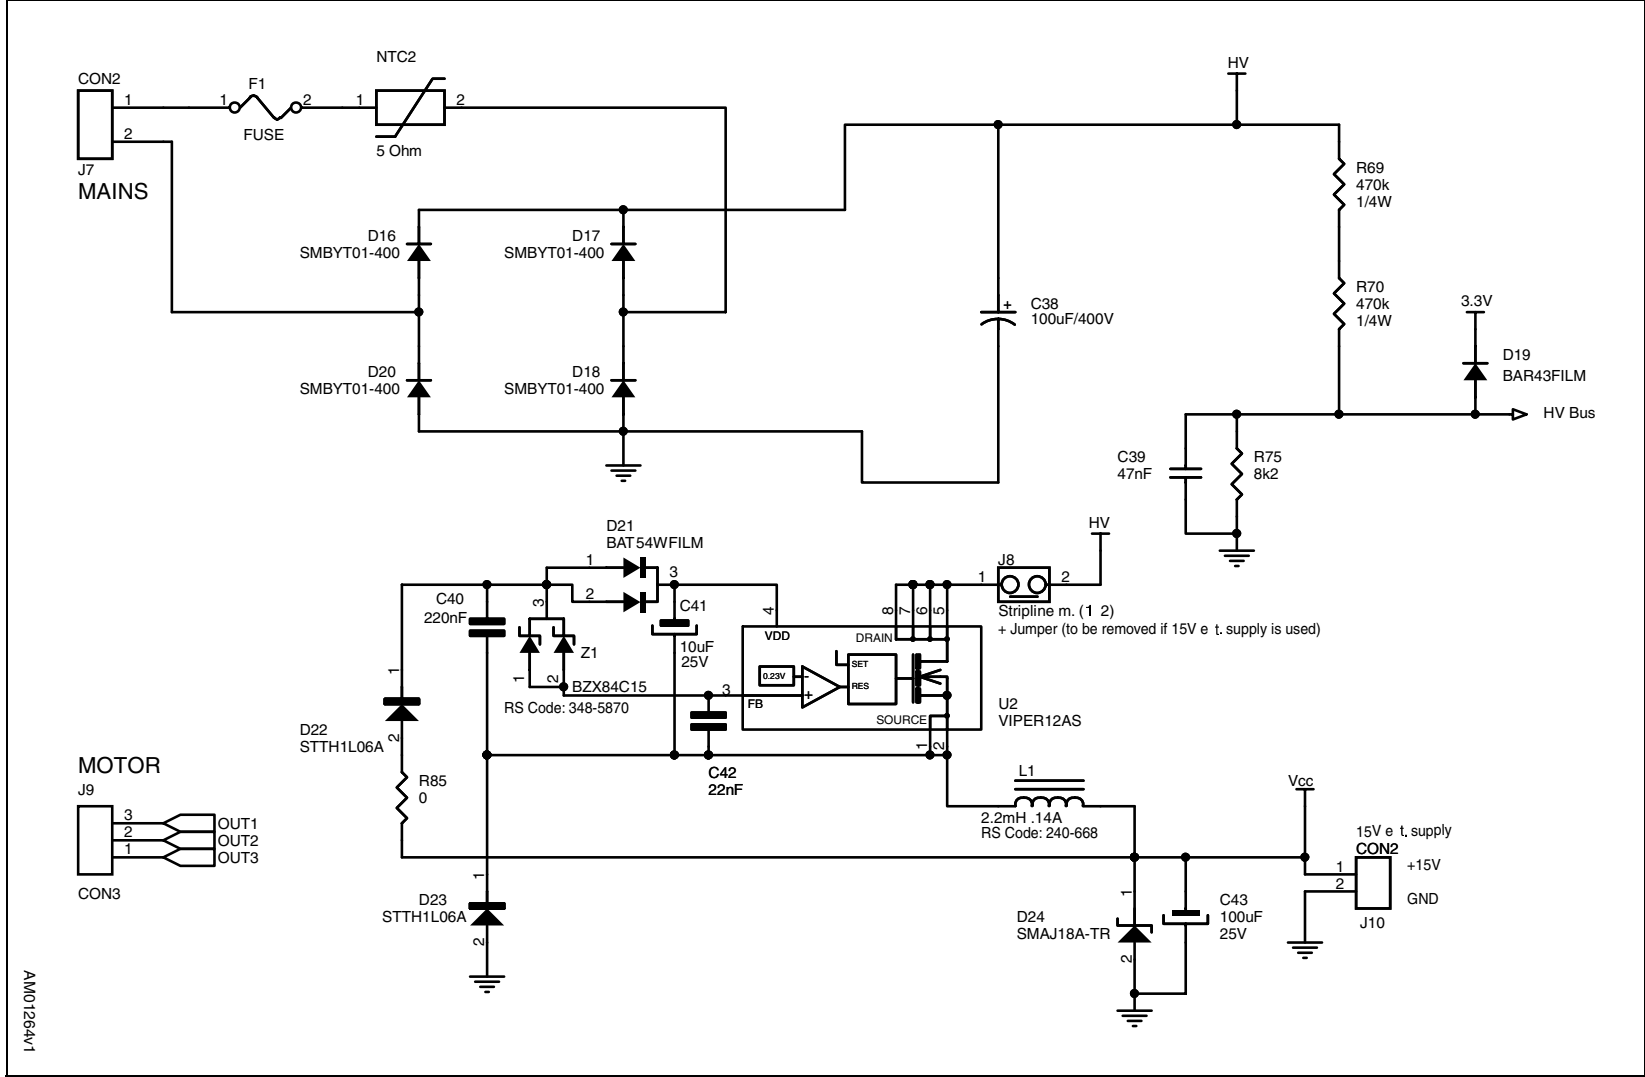 NTC2
HV
CON2
F1
1
1
2
1
2
2
FUSE
5 Ohm
J7
MAINS
R69
470k
1/4W
D16
SMBYT01-400
D17
SMBYT01-400
R70
470k
1/4W
3.3V
+
C38
100uF/400V
D20
SMBYT01-400
D18
SMBYT01-400
D19
BAR43FILM
HV Bus
C39
47nF
R75
8k2
D21
BAT54WFILM
HV
1
2
3
3
C40
220nF
C41
10uF
25V
4
8
7
6
5
1
2
J8
Stripline m. (1 2)
+ Jumper (to be removed if 15V e t. supply is used)
VDD
DRAIN
Z1
1
2
BZX84C15
RS Code: 348-5870
0.23V
-
+
SET
RES
3
FB
SOURCE
U2
VIPER12AS
1
2
1
D22
STTH1L06A
2
C42
22nF
MOTOR
J9
R85
0
L1
2.2mH .14A
RS Code: 240-668
Vcc
3
2
1
OUT1
OUT2
OUT3
15V e t. supply
CON2
1
2
+15V
GND
J10
CON3
1
D23
STTH1L06A
2
1
D24
SMAJ18A-TR
2
C43
100uF
25V
AM01264v1